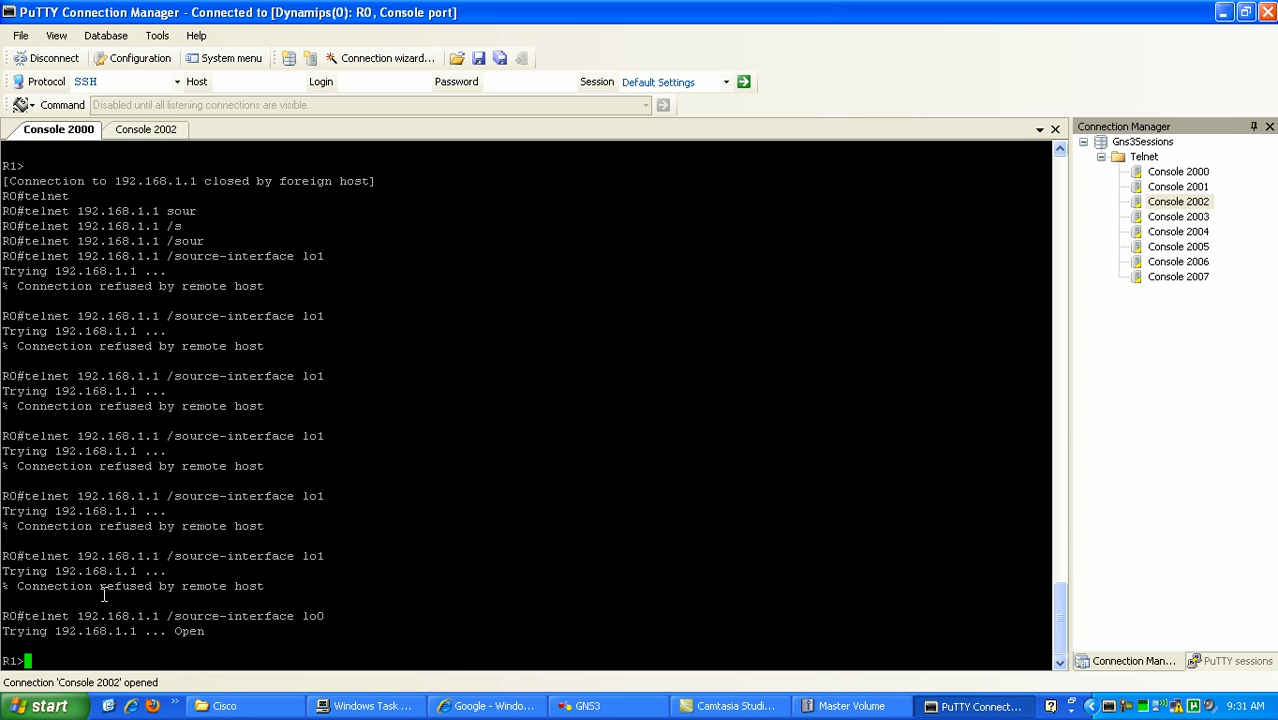 PuTTY Connection Manager - Connected to [Dynamips(0): R0, Console port]
File View Database Tools Help
Disconnect Configuration System menu Connection wizard...
Protocol SSH Host Login Password Session Default Settings
Command Disabled until all listening connections are visible.
Console 2000 Console 2002
R1>
[Connection to 192.168.1.1 closed by foreign host]
R0#telnet
R0#telnet 192.168.1.1 sour
R0#telnet 192.168.1.1 /s
R0#telnet 192.168.1.1 /sour
R0#telnet 192.168.1.1 /source-interface lo1
Trying 192.168.1.1 ...
% Connection refused by remote host
R0#telnet 192.168.1.1 /source-interface lo1
Trying 192.168.1.1 ...
% Connection refused by remote host
R0#telnet 192.168.1.1 /source-interface lo1
Trying 192.168.1.1 ...
% Connection refused by remote host
R0#telnet 192.168.1.1 /source-interface lo1
Trying 192.168.1.1 ...
% Connection refused by remote host
R0#telnet 192.168.1.1 /source-interface lo1
Trying 192.168.1.1 ...
% Connection refused by remote host
R0#telnet 192.168.1.1 /source-interface lo1
Trying 192.168.1.1 ...
% Connection refused by remote host
R0#telnet 192.168.1.1 /source-interface lo0
Trying 192.168.1.1 ... Open
R1>
Connection Manager
Gns3Sessions
Telnet
Console 2000
Console 2001
Console 2002
Console 2003
Console 2004
Console 2005
Console 2006
Console 2007
Connection Man... PuTTY sessions
Connection 'Console 2002' opened
start Cisco Windows Task ... Google - Windo... GNS3 Camtasia Studi... Master Volume PuTTY Connect... 9:31 AM